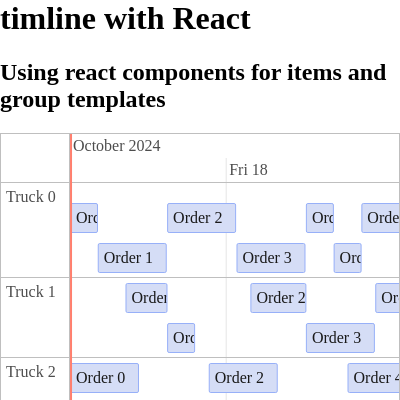 timline with React
Using react components for items and
group templates
October 2024
Fri 18
Truck 0
Ord
Order 2
Ord
Orde
Order 1
Order 3
Ord
Truck 1
Order
Order 2
Or
Ord
Order 3
Truck 2
Order 0
Order 2
Order 4